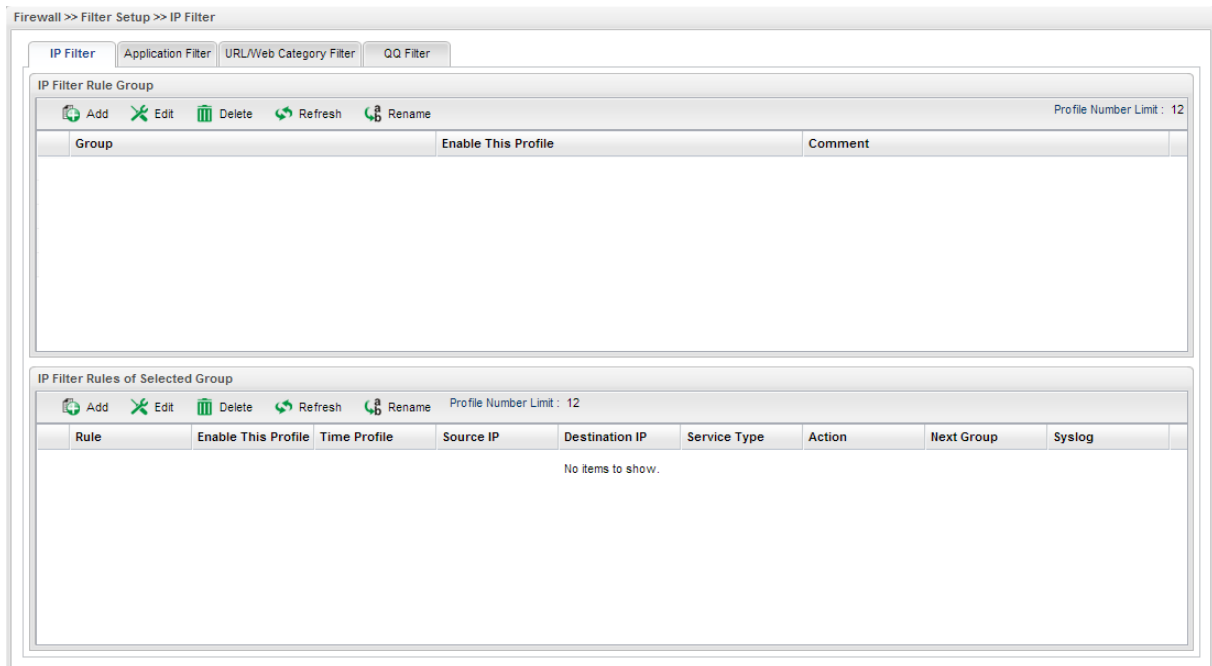 Firewall >> Filter Setup >> IP Filter
IP Filter Application Filter URL/Web Category Filter QQ Filter
IP Filter Rule Group
Add Edit Delete Refresh Rename Profile Number Limit : 12
Group Enable This Profile Comment
IP Filter Rules of Selected Group
Add Edit Delete Refresh Rename Profile Number Limit : 12
Rule Enable This Profile Time Profile Source IP Destination IP Service Type Action Next Group Syslog
No items to show.